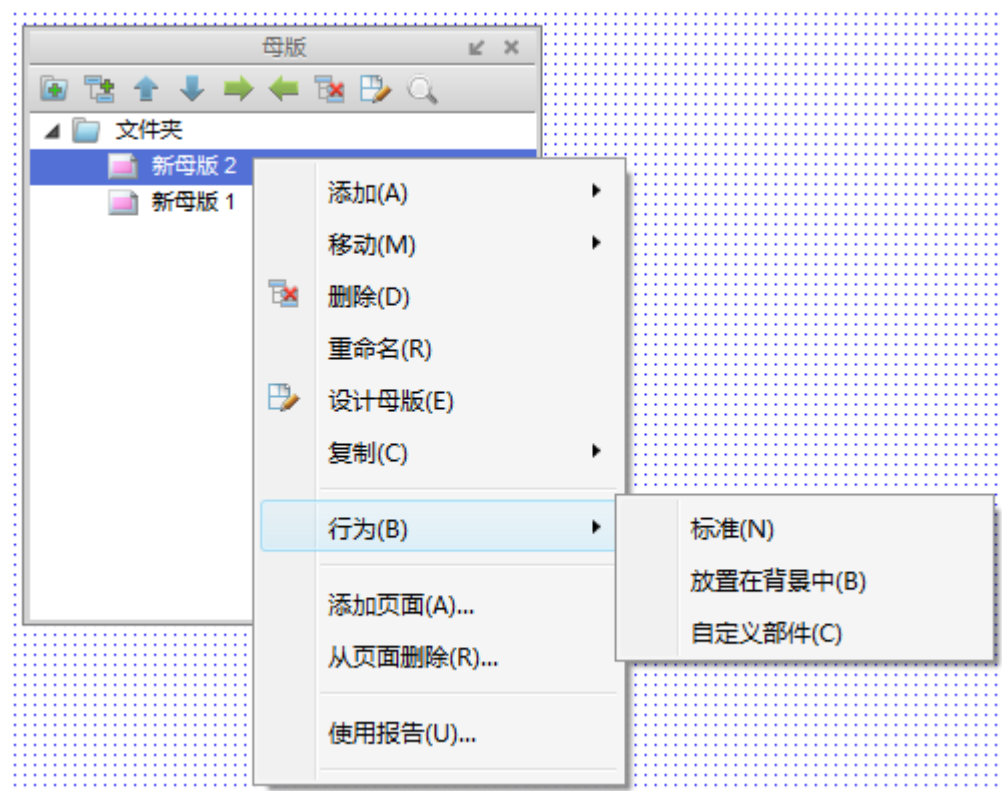 母版
文件夹
新母版 2
新母版 1
添加(A)
移动(M)
删除(D)
重命名(R)
设计母版(E)
复制(C)
行为(B)
标准(N)
放置在背景中(B)
自定义部件(C)
添加页面(A)...
从页面删除(R)...
使用报告(U)...